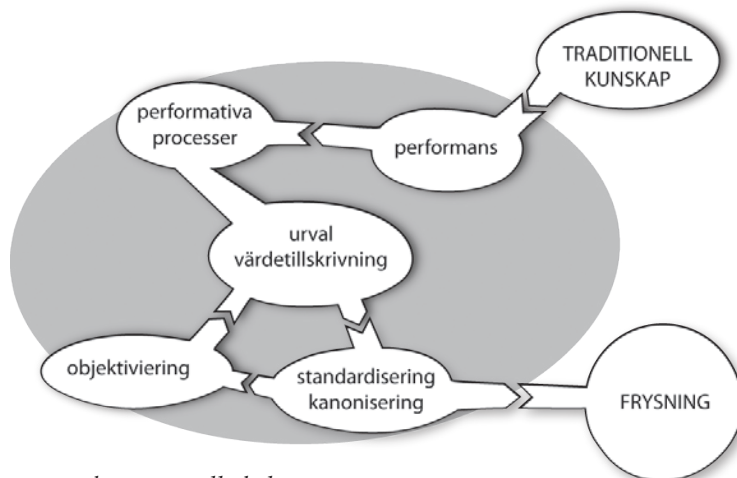 TRADITIONELL
KUNSKAP
performativa
processer
performans
urval
värdetillskrivning
objektiviering
standardisering
kanonisering
FRYSNING